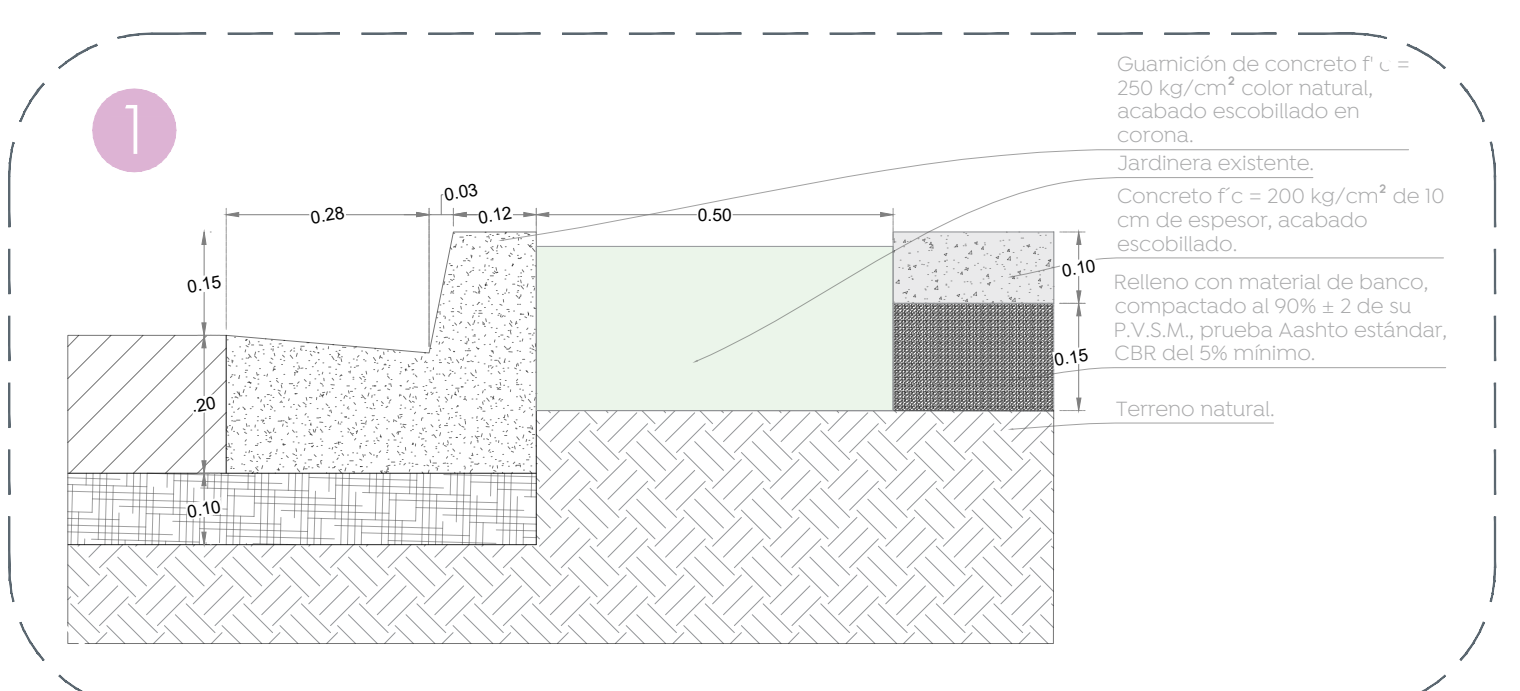 1
Guarnición de concreto f' c =
250 kg/cm² color natural,
acabado escobillado en
corona.
Jardinera existente.
Concreto f´c = 200 kg/cm² de 10
cm de espesor, acabado
escobillado.
Relleno con material de banco,
compactado al 90% ± 2 de su
P.V.S.M., prueba Aashto estándar,
CBR del 5% mínimo.
Terreno natural.
0.03
0.28
0.12
0.50
0.15
0.10
0.15
.20
0.10